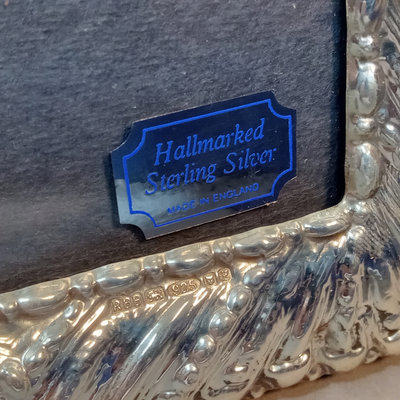 Hallmarked
Sterling Silver
MADE IN ENGLAND
925